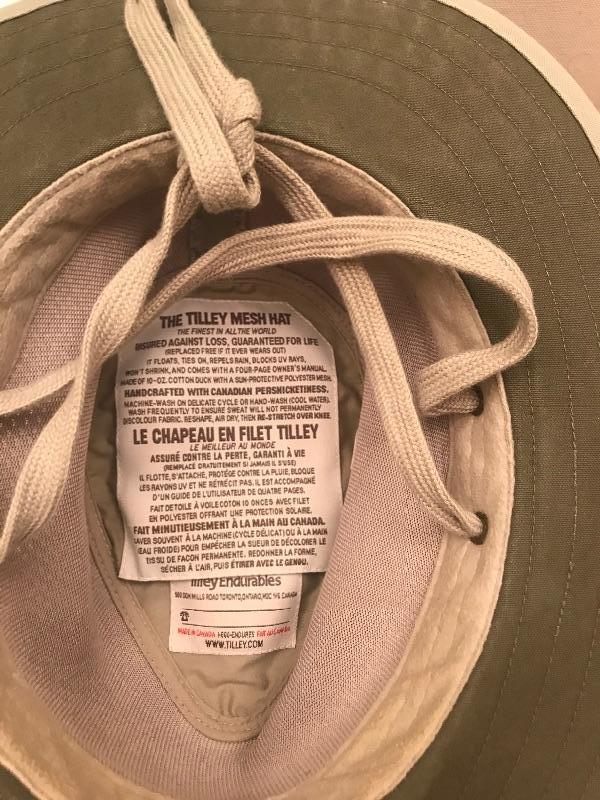 THE TILLEY MESH HAT
THE FINEST IN ALL THE WORLD
INSURED AGAINST LOSS, GUARANTEED FOR LIFE
(REPLACED FREE IF IT EVER WEARS OUT)
IT FLOATS, TIES ON, REPELS RAIN, BLOCKS UV RAYS,
WON'T SHRINK, AND COMES WITH A FOUR-PAGE OWNER'S MANUAL.
MADE OF 10-OZ. COTTON DUCK WITH SUN-PROTECTIVE POLYESTER MESH.
HANDCRAFTED WITH CANADIAN PERSNICKETINESS.
MACHINE-WASH ON DELICATE CYCLE OR HAND-WASH (COOL WATER).
WASH FREQUENTLY TO ENSURE SWEAT WILL NOT PERMANENTLY
DISCOLOUR FABRIC. RESHAPE, AIR DRY, THEN RE-STRETCH OVER KNEE.
LE CHAPEAU EN FILET TILLEY
LE MEILLEUR AU MONDE
ASSURÉ CONTRE LA PERTE, GARANTI À VIE
(REMPLACÉ GRATUITEMENT SI JAMAIS IL S'USE)
IL FLOTTE, S'ATTACHE, PROTÉGE CONTRE LA PLUIE, BLOQUE
LES RAYONS UV ET NE RÉTRÉCIT PAS. IL EST ACCOMPAGNÉ
D'UN GUIDE DE L'UTILISATEUR DE QUATRE PAGES.
FAIT DE TOILE À VOILE COTON 10 ONCES AVEC FILET
EN POLYESTER OFFRANT UNE PROTECTION SOLAIRE.
FAIT MINUTIEUSEMENT À LA MAIN AU CANADA.
LAVER SOUVENT À LA MACHINE (CYCLE DÉLICAT) OU À LA MAIN
(EAU FROIDE) POUR EMPÊCHER LA SUEUR DE DÉCOLORER LE
TISSU DE FAÇON PERMANENTE. REDONNER LA FORME,
SÉCHER À L'AIR, PUIS ÉTIRER AVEC LE GENOU.
Tilley Endurables
900 DON MILLS ROAD TORONTO, ONTARIO, M3C 1V6 CANADA
MADE IN CANADA 1-800-ENDURES FAIT AU CANADA
WWW.TILLEY.COM